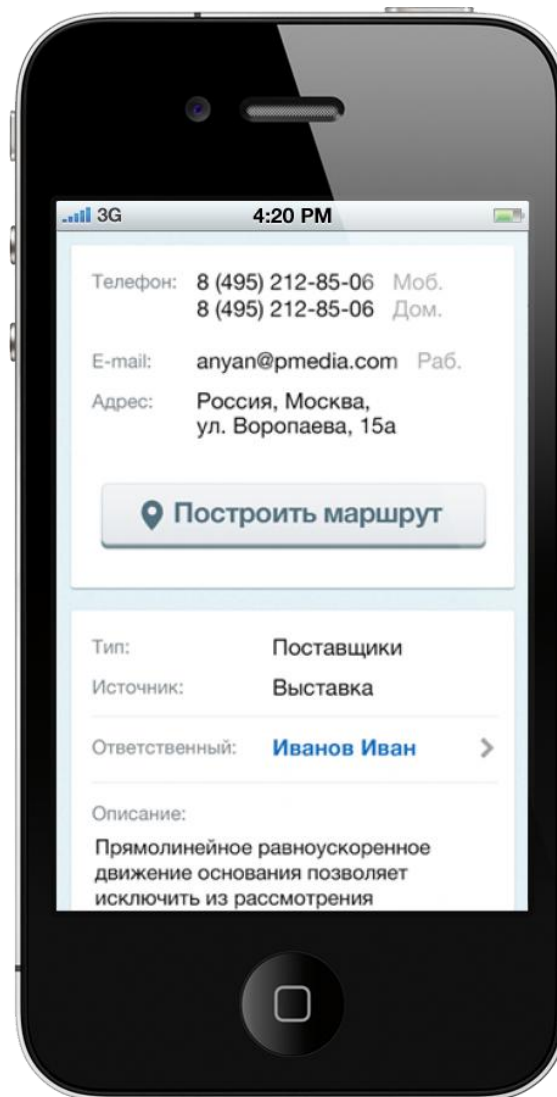 3G 4:20 PM
Телефон: 8 (495) 212-85-06 Моб.
8 (495) 212-85-06 Дом.
E-mail: anyan@pmedia.com Раб.
Адрес: Россия, Москва,
ул. Воропаева, 15а
Построить маршрут
Тип: Поставщики
Источник: Выставка
Ответственный: Иванов Иван
Описание:
Прямолинейное равноускоренное
движение основания позволяет
исключить из рассмотрения